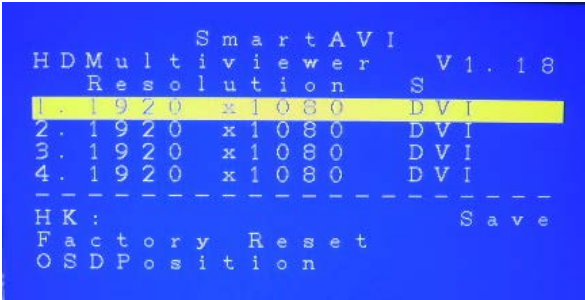 SmartAVI
HDMultiviewer V1.18
Resolution S
1. 1920 x1080 DVI
2. 1920 x1080 DVI
3. 1920 x1080 DVI
4. 1920 x1080 DVI
--------------------
HK: Save
Factory Reset
OSDPosition